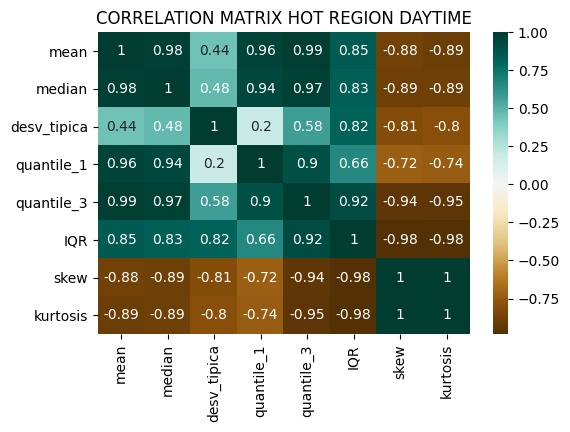 CORRELATION MATRIX HOT REGION DAYTIME
mean 1 0.98 0.44 0.96 0.99 0.85 -0.88 -0.89
median 0.98 1 0.48 0.94 0.97 0.83 -0.89 -0.89
desv_tipica 0.44 0.48 1 0.2 0.58 0.82 -0.81 -0.8
quantile_1 0.96 0.94 0.2 1 0.9 0.66 -0.72 -0.74
quantile_3 0.99 0.97 0.58 0.9 1 0.92 -0.94 -0.95
IQR 0.85 0.83 0.82 0.66 0.92 1 -0.98 -0.98
skew -0.88 -0.89 -0.81 -0.72 -0.94 -0.98 1 1
kurtosis -0.89 -0.89 -0.8 -0.74 -0.95 -0.98 1 1
mean median desv_tipica quantile_1 quantile_3 IQR skew kurtosis
1.00
0.75
0.50
0.25
0.00
-0.25
-0.50
-0.75